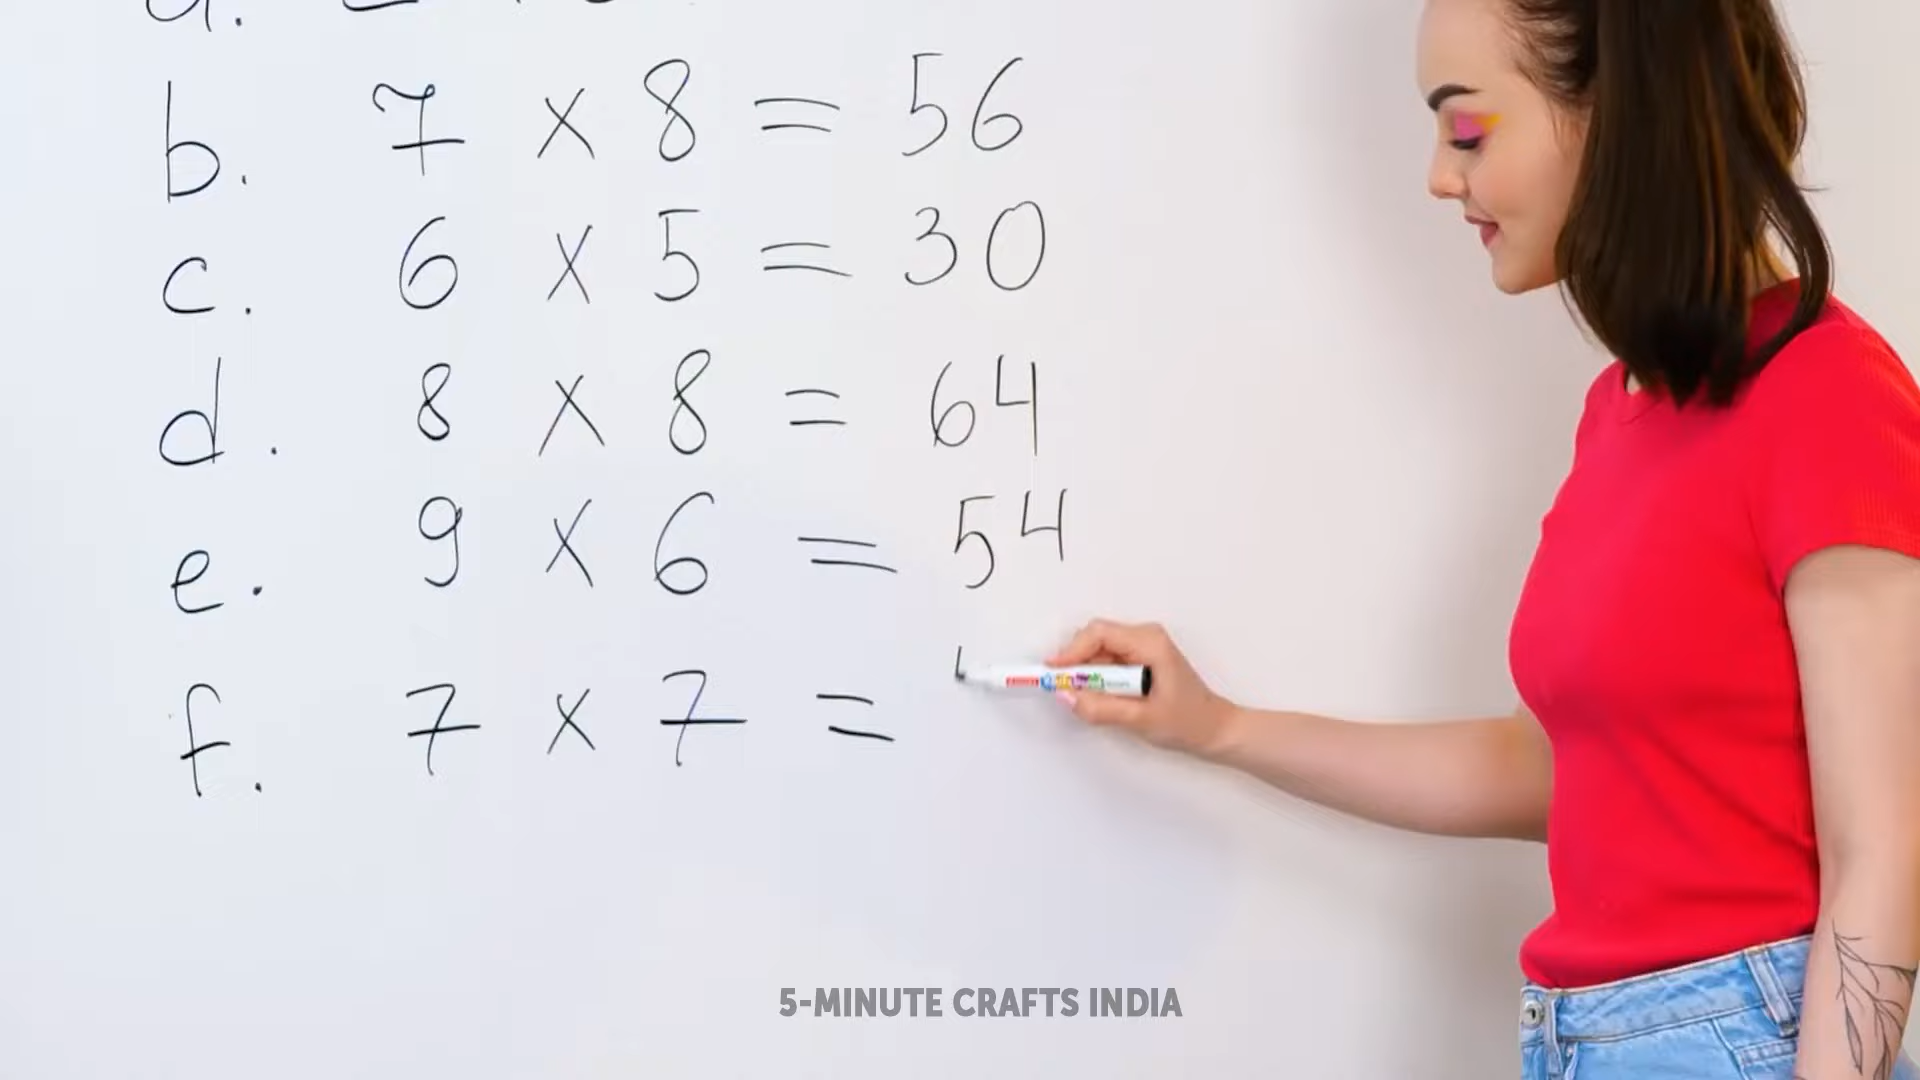 b. 7 x 8 = 56
c. 6 x 5 = 30
d. 8 x 8 = 64
e. 9 x 6 = 54
f. 7 x 7 =
5-MINUTE CRAFTS INDIA